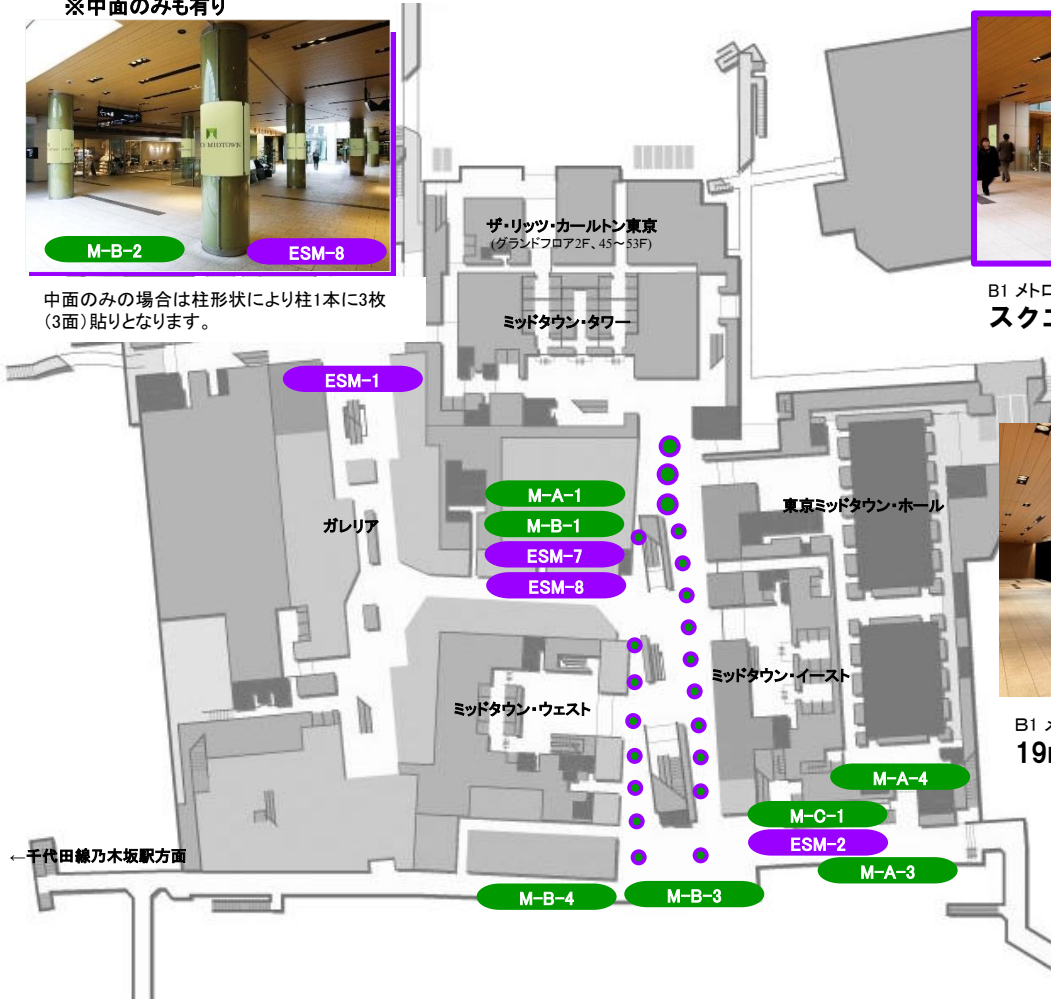 ※中面のみも有り
MIDTOWN
M-B-2
ESM-8
中面のみの場合は柱形状により柱1本に3枚
(3面)貼りとなります。
ザ・リッツ・カールトン東京
(グランドフロア2F、45～53F)
ミッドタウン・タワー
B1 メトロ
ESM-1
M-A-1
M-B-1
ESM-7
ESM-8
ガレリア
東京ミッドタウン・ホール
ミッドタウン・ウェスト
ミッドタウン・イースト
B1
M-A-4
M-C-1
ESM-2
M-A-3
←千代田線乃木坂駅方面
M-B-4
M-B-3